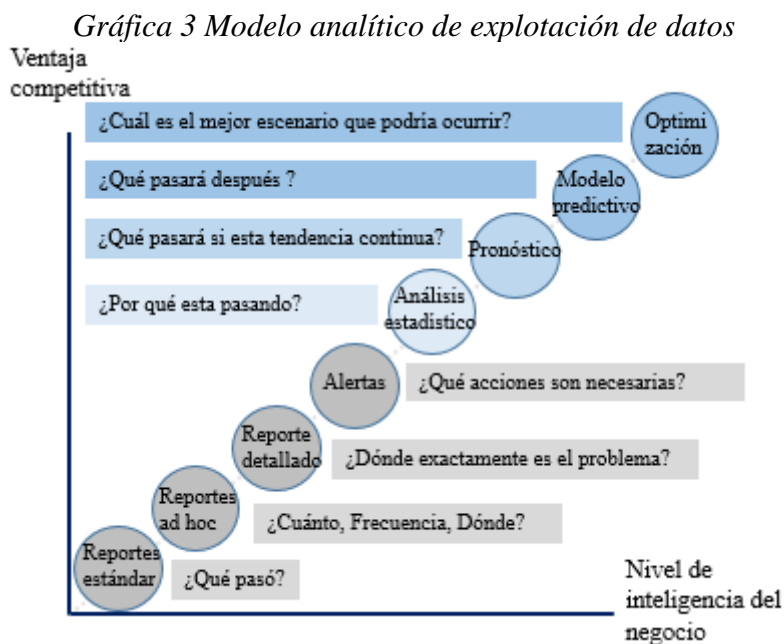 Gráfica 3 Modelo analítico de explotación de datos
Ventaja
competitiva
¿Cuál es el mejor escenario que podría ocurrir?
Optimi
zación
¿Qué pasará después ?
Modelo
predictivo
¿Qué pasará si esta tendencia continua?
Pronóstico
¿Por qué esta pasando?
Análisis
estadístico
Alertas
¿Qué acciones son necesarias?
Reporte
detallado
¿Dónde exactamente es el problema?
Reportes
ad hoc
¿Cuánto, Frecuencia, Dónde?
Reportes
estándar
¿Qué pasó?
Nivel de
inteligencia del
negocio